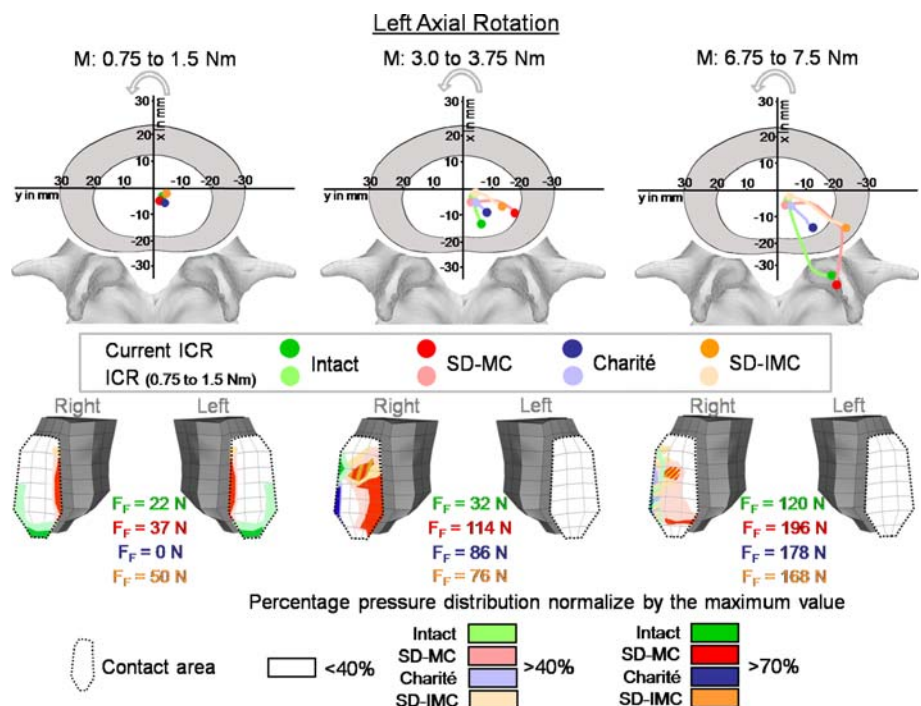 Left Axial Rotation
M: 0.75 to 1.5 Nm M: 3.0 to 3.75 Nm M: 6.75 to 7.5 Nm
x in mm x in mm x in mm
30 30 30
20 20 20
10 10 10
y in mm 30 20 10 -10 -20 -30 y in mm 30 20 10 -10 -20 -30 y in mm 30 20 10 -10 -20 -30
-10 -10 -10
-20 -20 -20
-30 -30 -30
Current ICR
ICR (0.75 to 1.5 Nm)
Intact SD-MC Charité SD-IMC
Right Left Right Left Right Left
FF = 22 N FF = 32 N FF = 120 N
FF = 37 N FF = 114 N FF = 196 N
FF = 0 N FF = 86 N FF = 178 N
FF = 50 N FF = 76 N FF = 168 N
Percentage pressure distribution normalize by the maximum value
Contact area
<40%
Intact
SD-MC
Charité
SD-IMC
>40%
Intact
SD-MC
Charité
SD-IMC
>70%